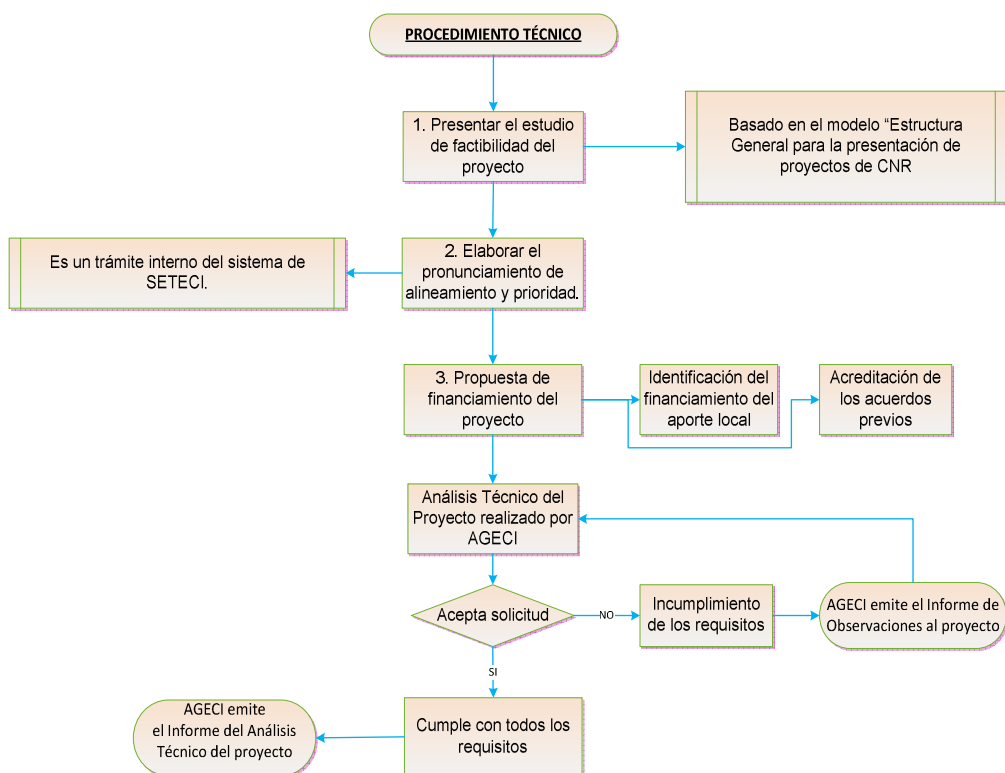 PROCEDIMIENTO TÉCNICO
1. Presentar el estudio
de factibilidad del
proyecto
Basado en el modelo “Estructura
General para la presentación de
proyectos de CNR
2. Elaborar el
pronunciamiento de
alineamiento y prioridad.
Es un trámite interno del sistema de
SETECI.
3. Propuesta de
financiamiento del
proyecto
Identificación del
financiamiento del
aporte local
Acreditación de
los acuerdos
previos
Análisis Técnico del
Proyecto realizado por
AGECI
Acepta solicitud
NO
Incumplimiento
de los requisitos
AGECI emite el Informe de
Observaciones al proyecto
SI
Cumple con todos los
requisitos
AGECI emite
el Informe del Análisis
Técnico del proyecto